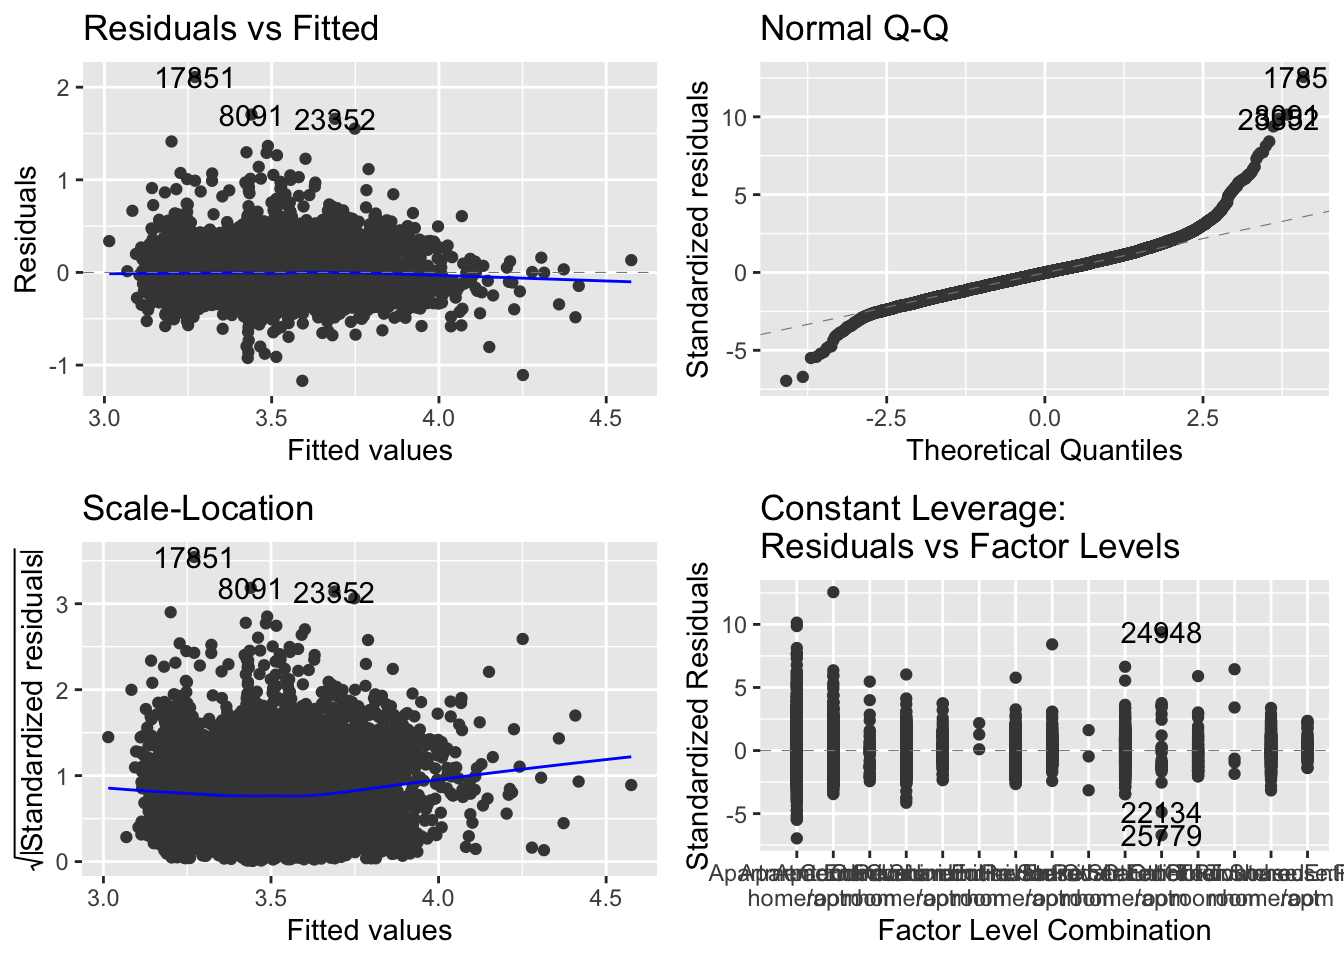 Residuals vs Fitted
2
1
0
-1
Residuals
17851
8091
23352
3.0 3.5 4.0 4.5
Fitted values
Normal Q-Q
10
5
0
-5
Standardized residuals
1785
-2.5 0.0 2.5
Theoretical Quantiles
Scale-Location
3
2
1
0
√|Standardized residuals|
17851
8091
23352
3.0 3.5 4.0 4.5
Fitted values
Constant Leverage:
Residuals vs Factor Levels
10
5
0
-5
Standardized Residuals
24948
22134
25779
Factor Level Combination